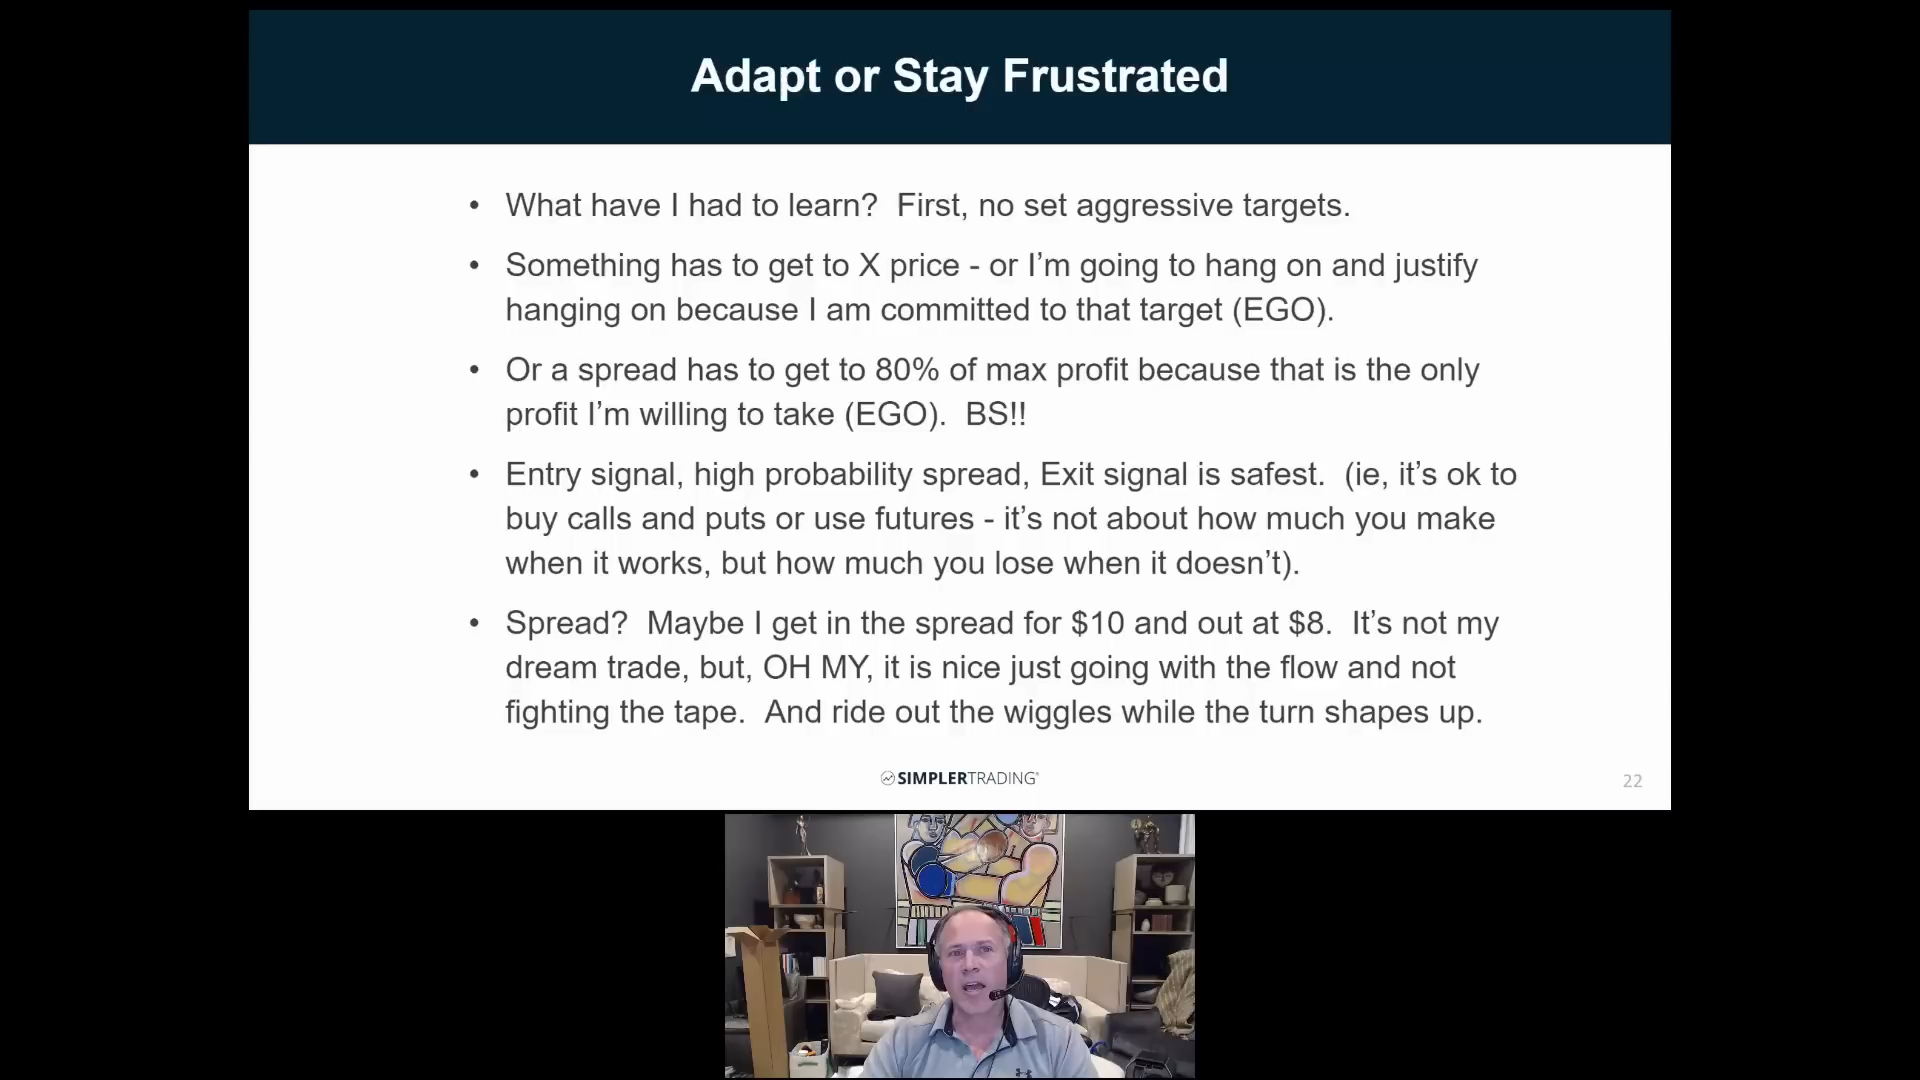 Adapt or Stay Frustrated
• What have I had to learn?  First, no set aggressive targets.
• Something has to get to X price - or I’m going to hang on and justify
hanging on because I am committed to that target (EGO).
• Or a spread has to get to 80% of max profit because that is the only
profit I’m willing to take (EGO).  BS!!
• Entry signal, high probability spread, Exit signal is safest.  (ie, it’s ok to
buy calls and puts or use futures - it’s not about how much you make
when it works, but how much you lose when it doesn’t).
• Spread?  Maybe I get in the spread for $10 and out at $8.  It’s not my
dream trade, but, OH MY, it is nice just going with the flow and not
fighting the tape.  And ride out the wiggles while the turn shapes up.
SIMPLERTRADING
22